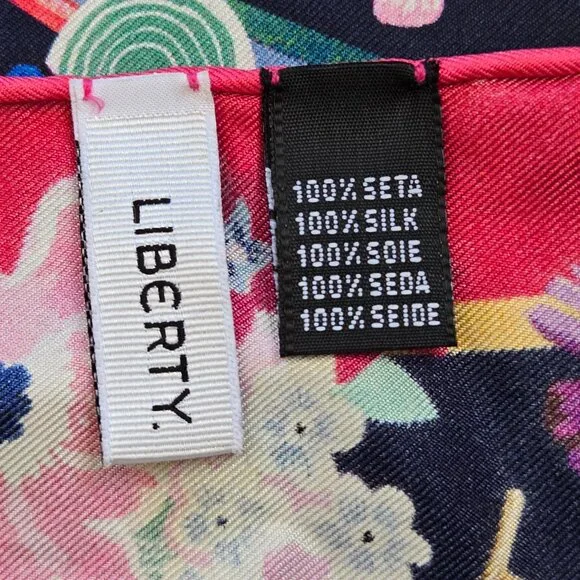 LIBERTY.
100% SETA
100% SILK
100% SOIE
100% SEDA
100% SEIDE